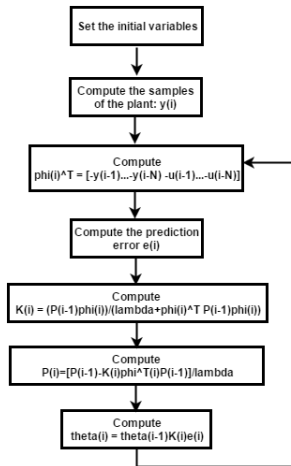 Set the initial variables
Compute the samples
of the plant: y(i)
Compute
phi(i)^T = [-y(i-1)...-y(i-N) -u(i-1)...-u(i-N)]
Compute the prediction
error e(i)
Compute
K(i) = (P(i-1)phi(i))/(lambda+phi(i)^T P(i-1)phi(i))
Compute
P(i)=[P(i-1)-K(i)phi^T(i)P(i-1)]/lambda
Compute
theta(i) = theta(i-1)K(i)e(i)